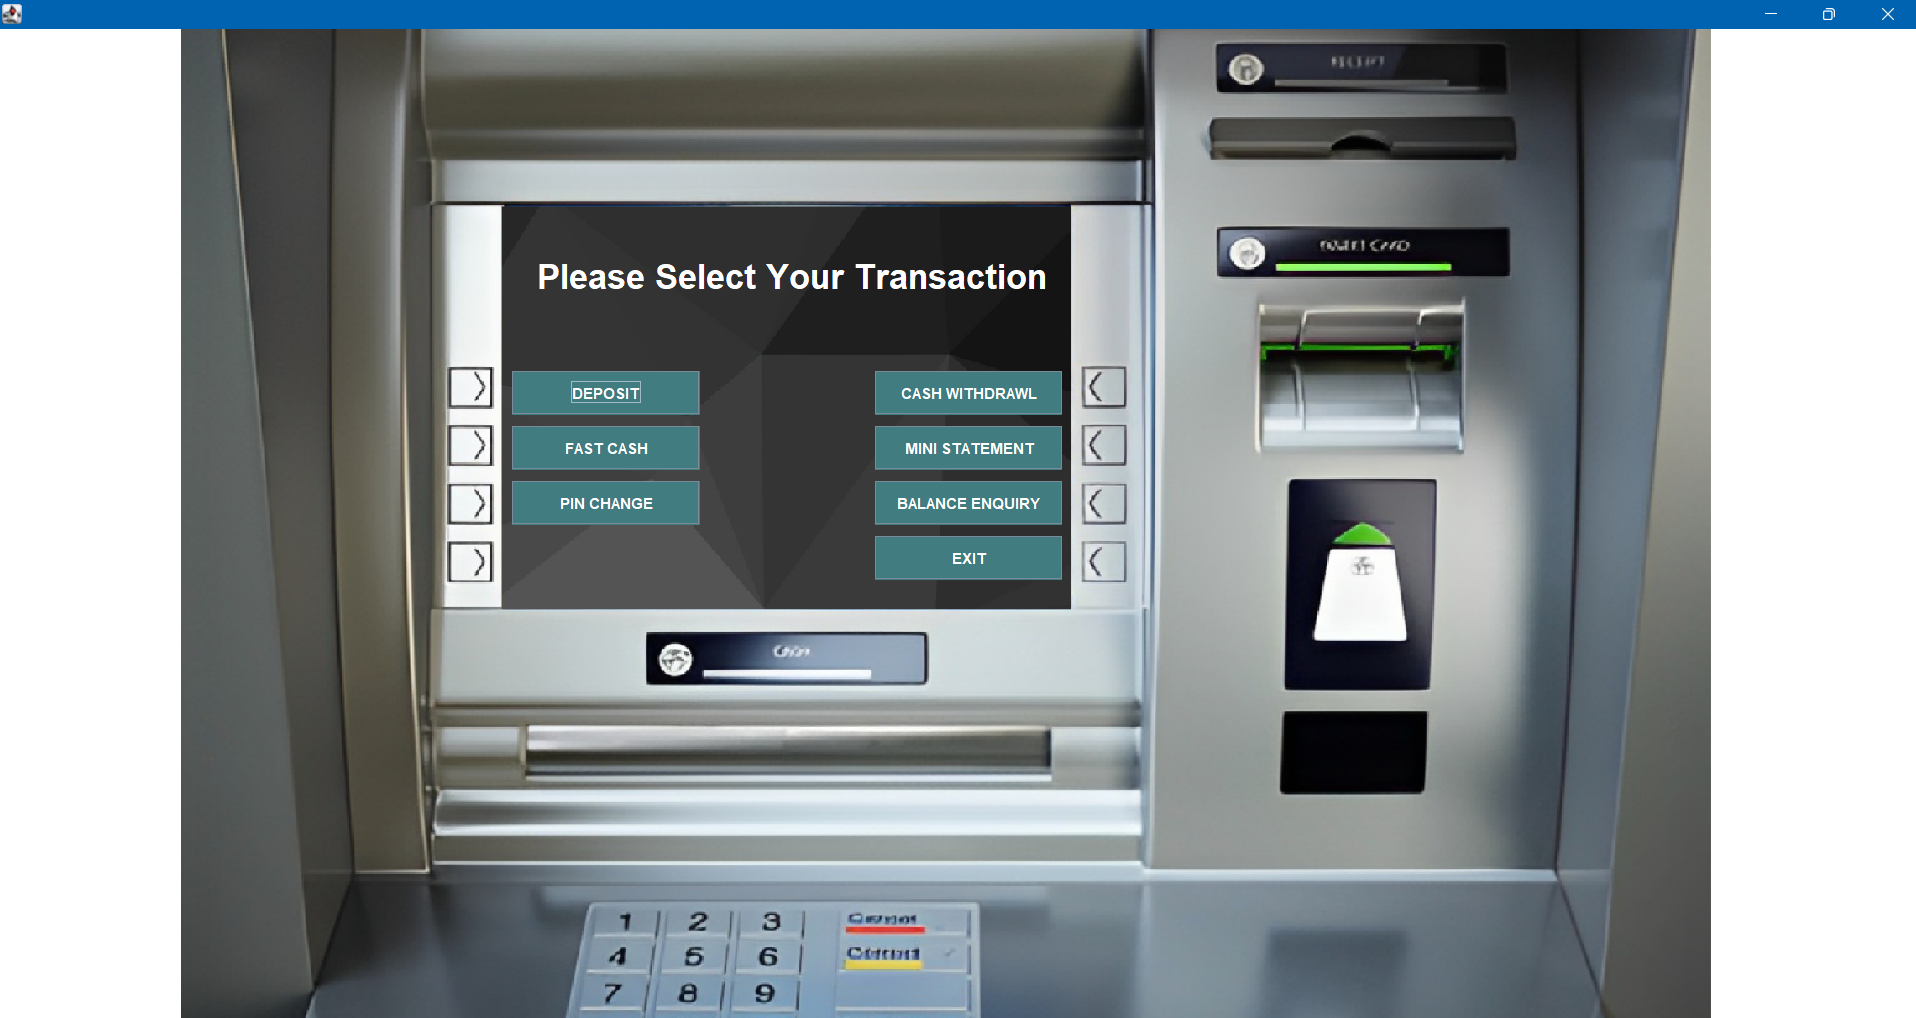 Please Select Your Transaction
DEPOSIT
CASH WITHDRAWL
FAST CASH
MINI STATEMENT
PIN CHANGE
BALANCE ENQUIRY
EXIT
1 2 3
4 5 6
7 8 9